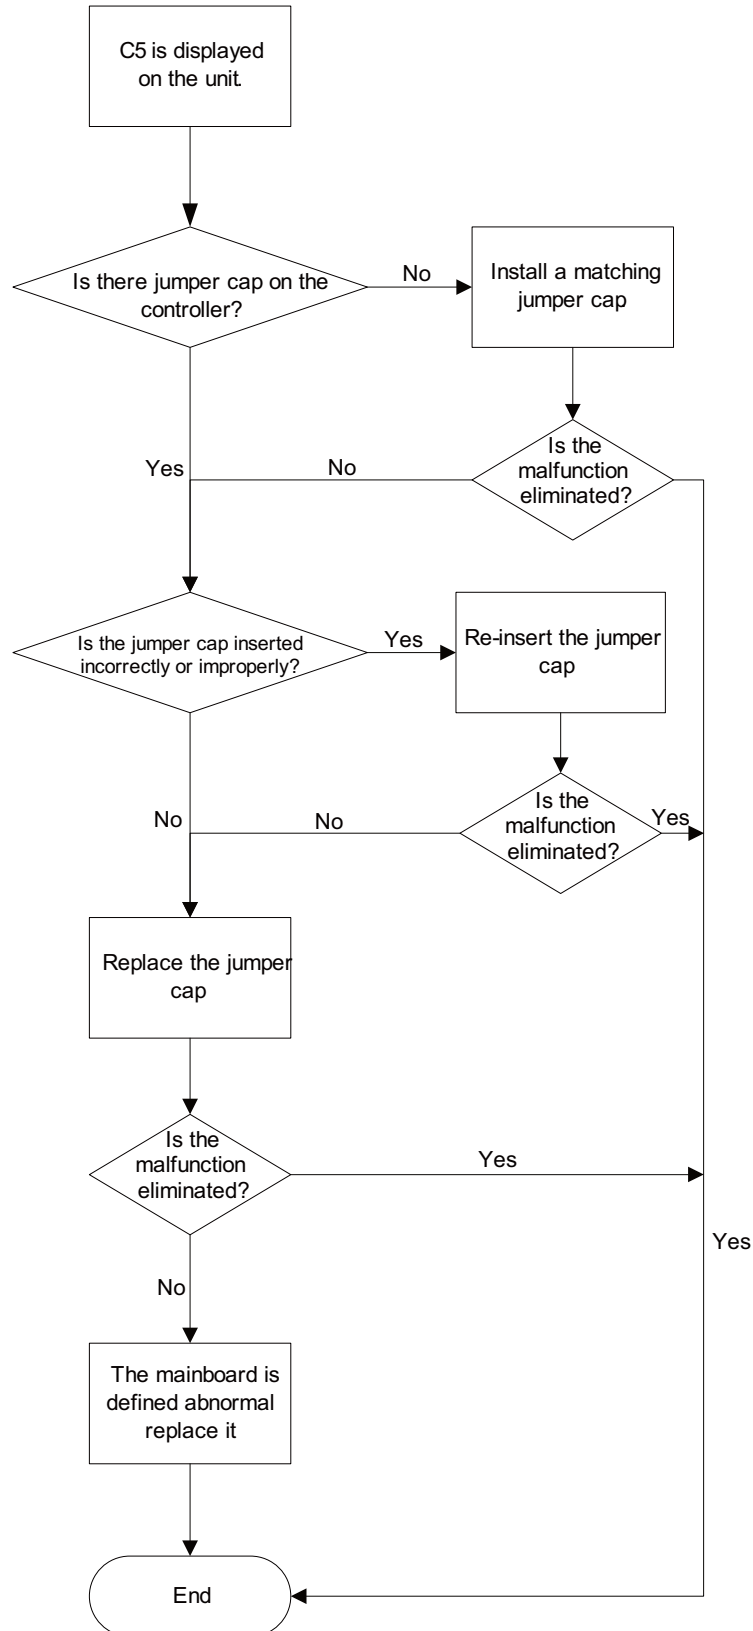 C5 is displayed
on the unit.
Is there jumper cap on the
controller?
No
Install a matching
jumper cap
Yes
No
Is the
malfunction
eliminated?
Is the jumper cap inserted
incorrectly or improperly?
Yes
Re-insert the jumper
cap
No
No
Is the
malfunction
eliminated?
Yes
Replace the jumper
cap
Is the
malfunction
eliminated?
Yes
Yes
No
The mainboard is
defined abnormal
replace it
End